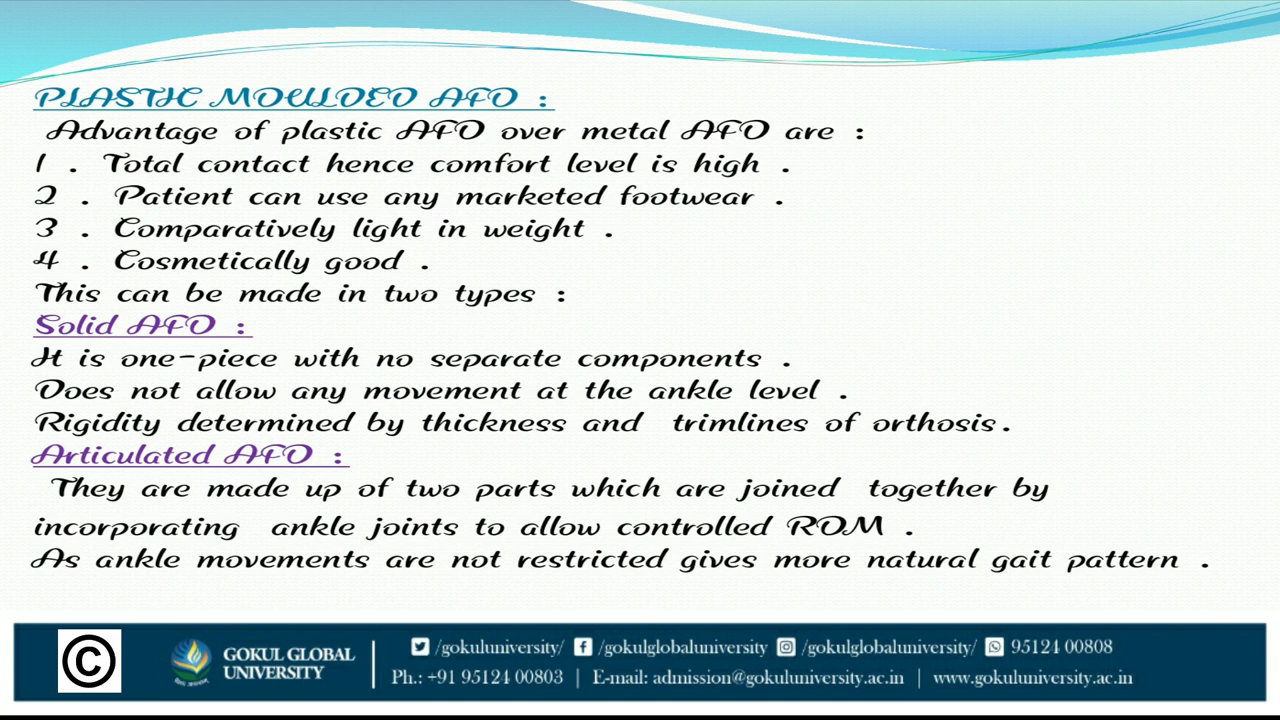 PLASTIC MOULDED AFO :
Advantage of plastic AFO over metal AFO are :
1 . Total contact hence comfort level is high .
2 . Patient can use any marketed footwear .
3 . Comparatively light in weight .
4 . Cosmetically good .
This can be made in two types :
Solid AFO :
It is one-piece with no separate components .
Does not allow any movement at the ankle level .
Rigidity determined by thickness and trimlines of orthosis.
Articulated AFO :
They are made up of two parts which are joined together by
incorporating ankle joints to allow controlled ROM .
As ankle movements are not restricted gives more natural gait pattern .
©
GOKUL GLOBAL
UNIVERSITY
/gokuluniversity/ /gokulglobaluniversity /gokulglobaluniversity/ 95124 00808
Ph.: +91 95124 00803 | E-mail: admission@gokuluniversity.ac.in | www.gokuluniversity.ac.in